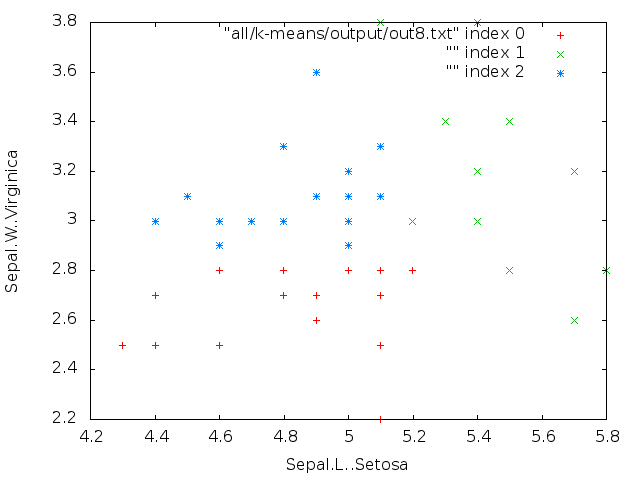 3.8
"all/k-means/output/out8.txt" index 0
"" index 1
"" index 2
3.6
3.4
3.2
3
2.8
2.6
2.4
2.2
Sepal.W..Virginica
4.2 4.4 4.6 4.8 5 5.2 5.4 5.6 5.8
Sepal.L..Setosa